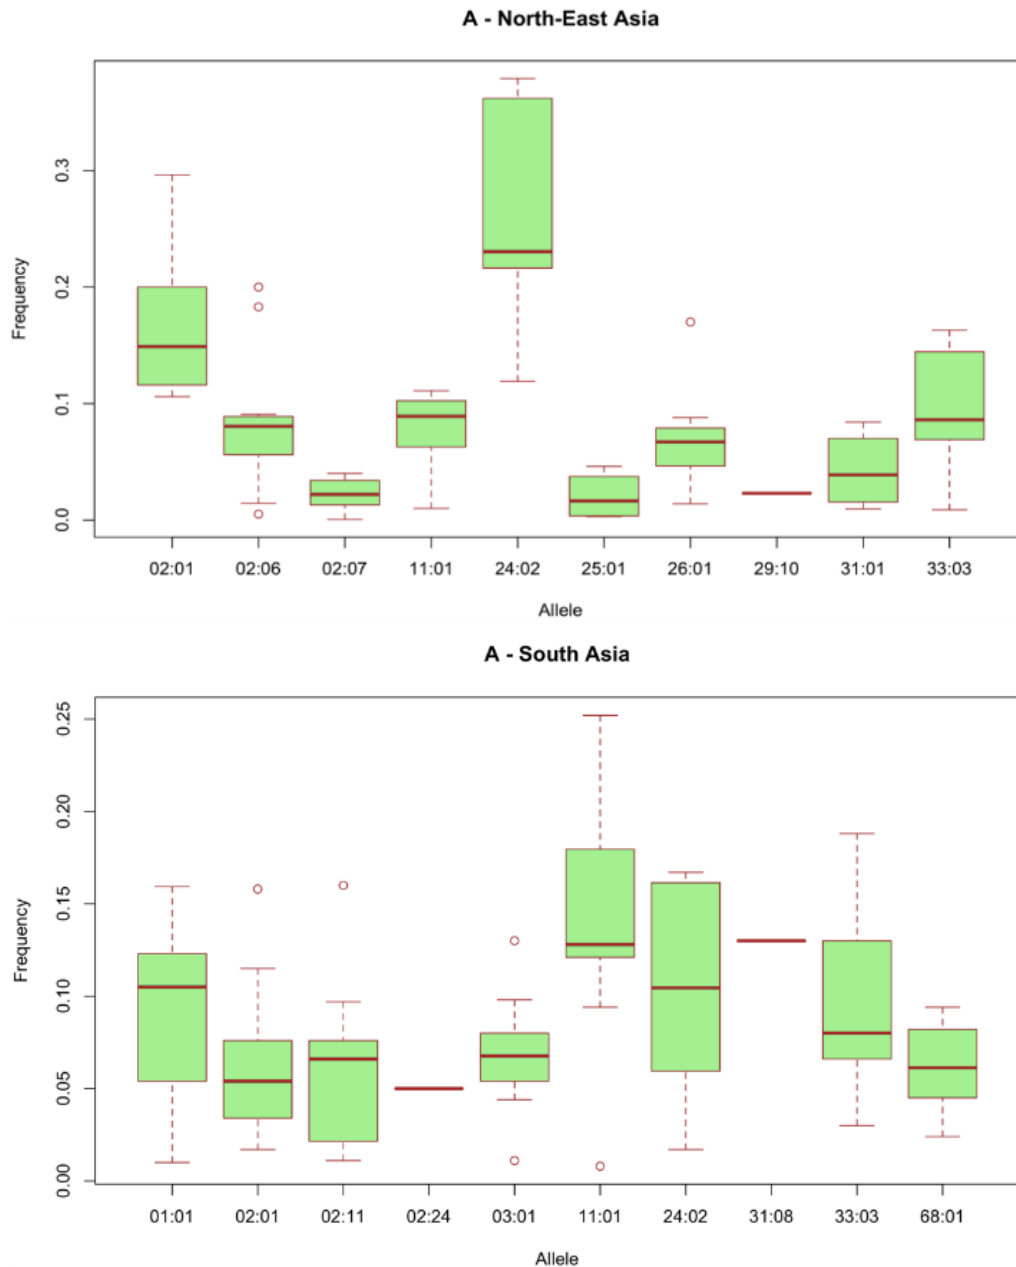 A - North-East Asia
Frequency
0.3
0.2
0.1
0.0
02:01 02:06 02:07 11:01 24:02 25:01 26:01 29:10 31:01 33:03
Allele
A - South Asia
Frequency
0.25
0.20
0.15
0.10
0.05
0.00
01:01 02:01 02:11 02:24 03:01 11:01 24:02 31:08 33:03 68:01
Allele